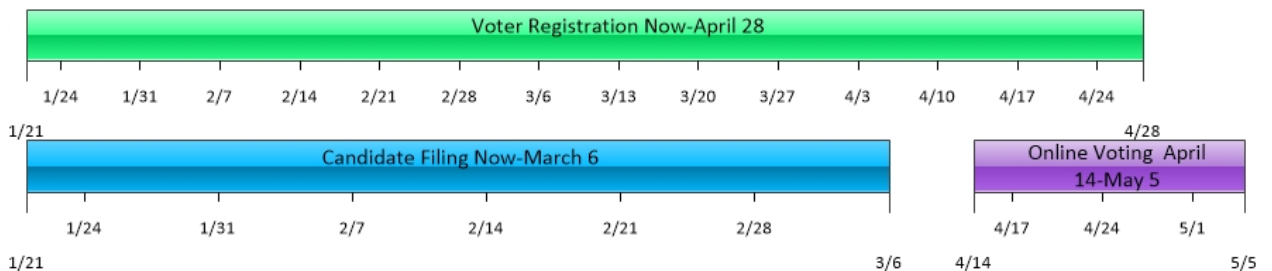 Voter Registration Now-April 28
1/24 1/31 2/7 2/14 2/21 2/28 3/6 3/13 3/20 3/27 4/3 4/10 4/17 4/24
1/21 4/28
Candidate Filing Now-March 6
1/24 1/31 2/7 2/14 2/21 2/28
1/21 3/6
Online Voting April
14-May 5
4/17 4/24 5/1
4/14 5/5